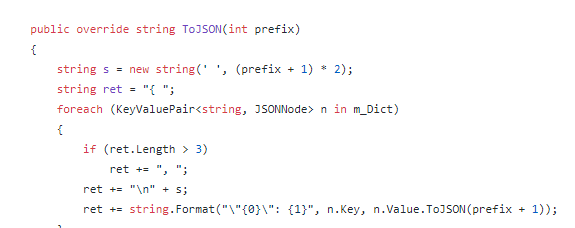 public override string ToJSON(int prefix)
{
    string s = new string(' ', (prefix + 1) * 2);
    string ret = "{ ";
    foreach (KeyValuePair<string, JSONNode> n in m_Dict)
    {
        if (ret.Length > 3)
            ret += ", ";
        ret += "\n" + s;
        ret += string.Format("\"{0}\": {1}", n.Key, n.Value.ToJSON(prefix + 1));